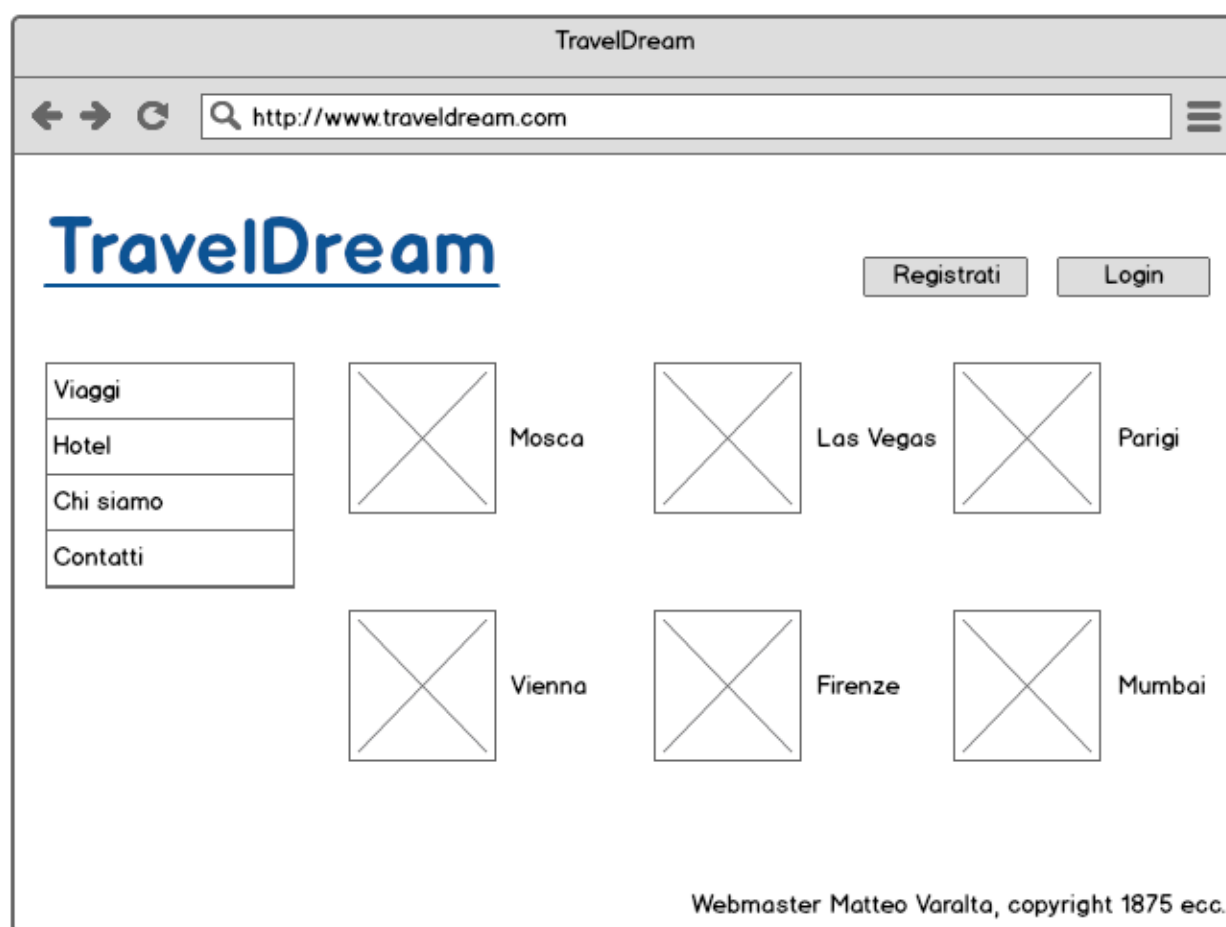 TravelDream
http://www.traveldream.com
TravelDream
Registrati
Login
Viaggi
Hotel
Chi siamo
Contatti
Mosca
Las Vegas
Parigi
Vienna
Firenze
Mumbai
Webmaster Matteo Varalta, copyright 1875 ecc.